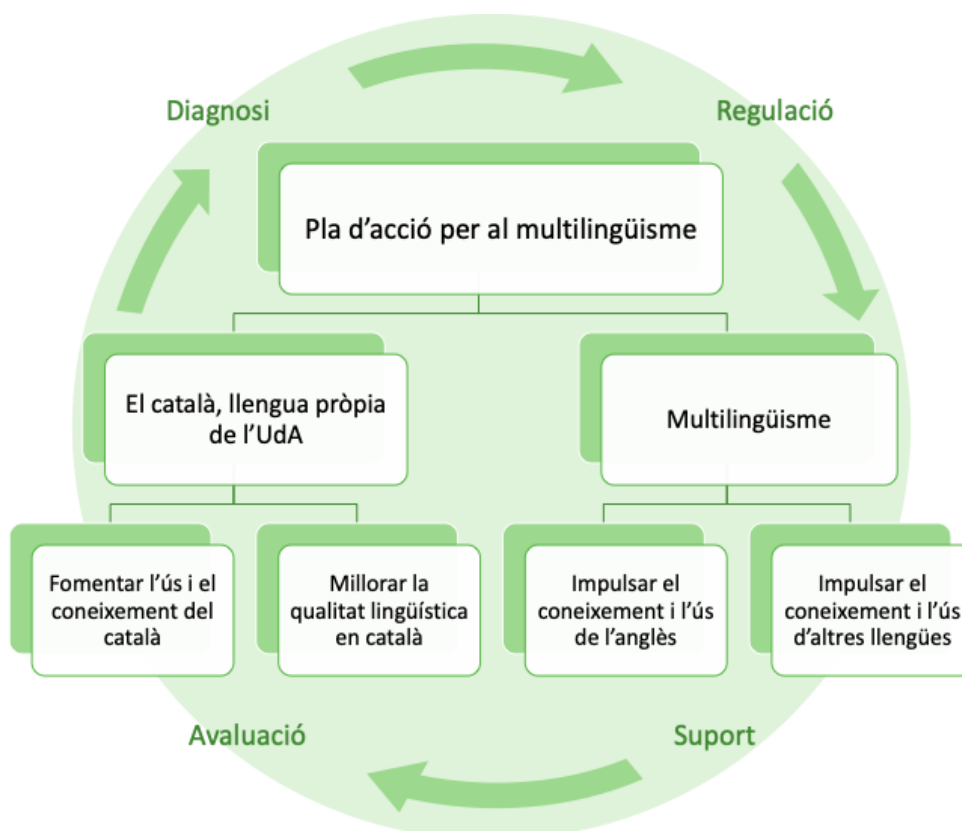 Diagnosi
Regulació
Pla d’acció per al multilingüisme
El català, llengua pròpia
de l’UdA
Multilingüisme
Fomentar l’ús i el
coneixement del
català
Millorar la
qualitat lingüística
en català
Impulsar el
coneixement i l’ús
de l’anglès
Impulsar el
coneixement i l’ús
d’altres llengües
Avaluació
Suport